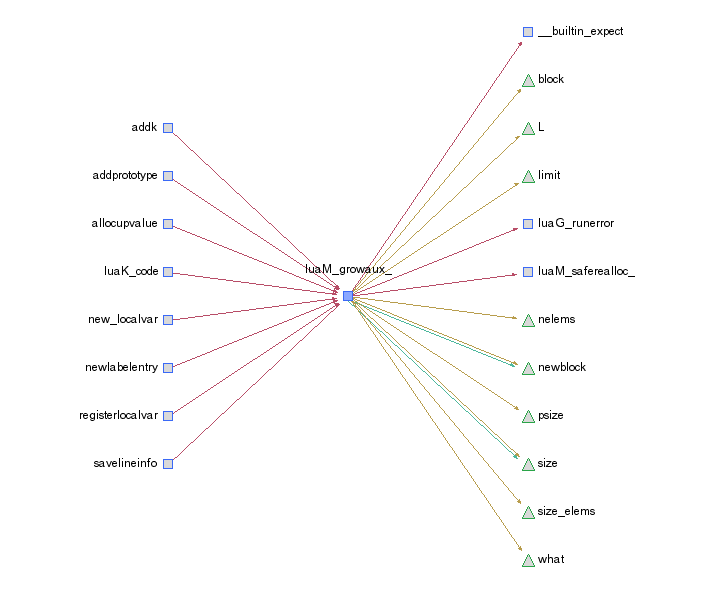 __builtin_expect
block
addk
L
addprototype
limit
allocupvalue
luaG_runerror
luaK_code
luaM_growaux_
luaM_saferealloc_
new_localvar
nelems
newlabelentry
newblock
registerlocalvar
psize
savelineinfo
size
size_elems
what